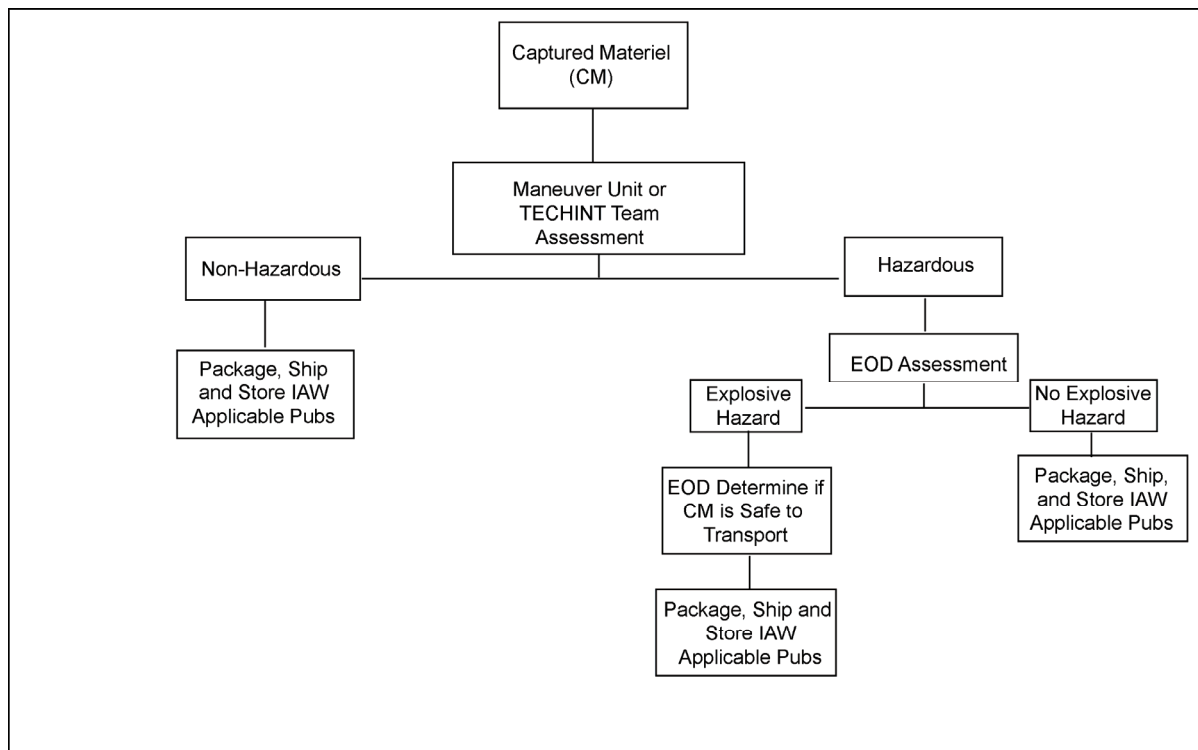 Captured Materiel
(CM)
Maneuver Unit or
TECHINT Team
Assessment
Non-Hazardous
Hazardous
Package, Ship
and Store IAW
Applicable Pubs
EOD Assessment
Explosive
Hazard
No Explosive
Hazard
EOD Determine if
CM is Safe to
Transport
Package, Ship,
and Store IAW
Applicable Pubs
Package, Ship and
Store IAW
Applicable Pubs